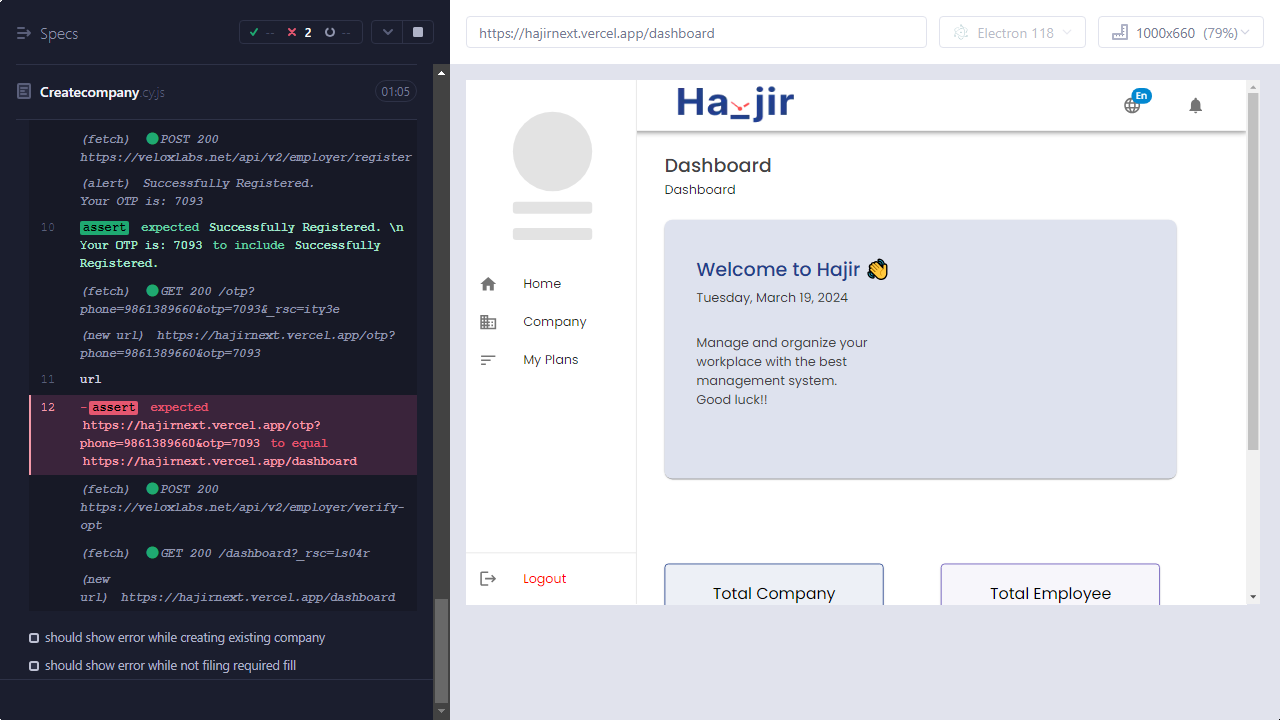 Specs
-- 2 --
Createcompany.cy.js 01:05
(fetch) POST 200
https://veloxlabs.net/api/v2/employer/register
(alert) Successfully Registered.
Your OTP is: 7093
10 assert expected Successfully Registered. \n
Your OTP is: 7093 to include Successfully
Registered.
(fetch) GET 200 /otp?
phone=9861389660&otp=7093&_rsc=ity3e
(new url) https://hajirnext.vercel.app/otp?
phone=9861389660&otp=7093
11 url
12 -assert expected
https://hajirnext.vercel.app/otp?
phone=9861389660&otp=7093 to equal
https://hajirnext.vercel.app/dashboard
(fetch) POST 200
https://veloxlabs.net/api/v2/employer/verify-
opt
(fetch) GET 200 /dashboard?_rsc=ls04r
(new
url) https://hajirnext.vercel.app/dashboard
should show error while creating existing company
should show error while not filing required fill
https://hajirnext.vercel.app/dashboard
Electron 118
1000x660 (79%)
Hajir
En
Dashboard
Dashboard
Welcome to Hajir 👋
Tuesday, March 19, 2024
Manage and organize your
workplace with the best
management system.
Good luck!!
Home
Company
My Plans
Logout
Total Company
Total Employee